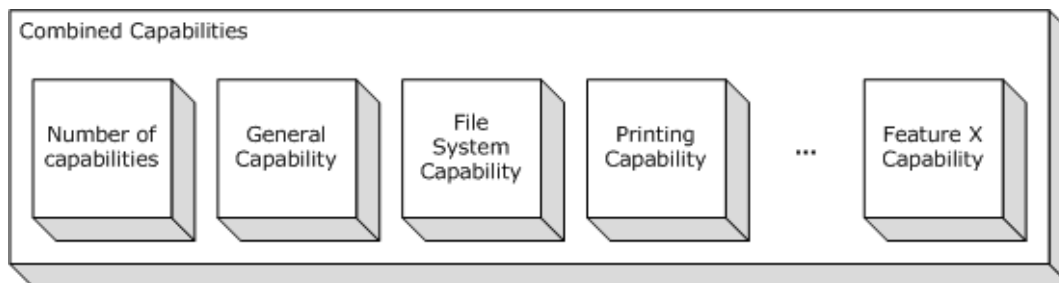 Combined Capabilities
Number of
capabilities
General
Capability
File
System
Capability
Printing
Capability
...
Feature X
Capability